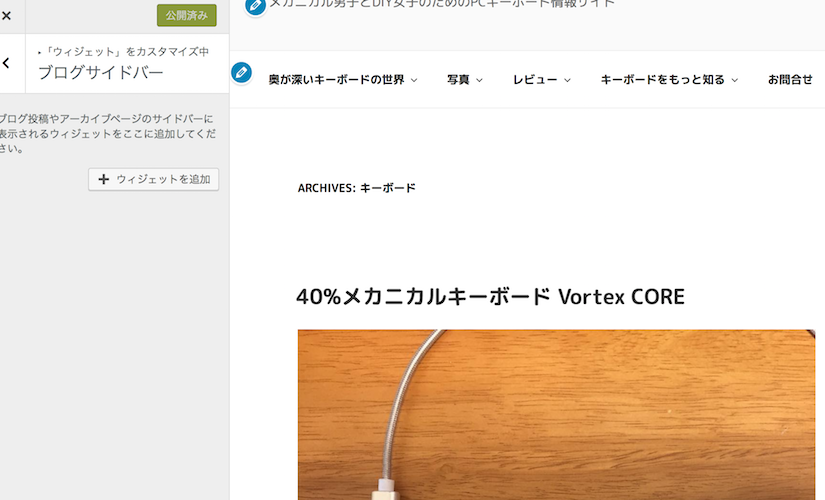 公開済み
▸「ウィジェット」をカスタマイズ中
ブログサイドバー
ブログ投稿やアーカイブページのサイドバーに
表示されるウィジェットをここに追加してくだ
さい。
ウィジェットを追加
メカニカル男子とDIY女子のためのPCキーボード情報サイト
奥が深いキーボードの世界 写真 レビュー キーボードをもっと知る お問合せ
ARCHIVES: キーボード
40%メカニカルキーボード Vortex CORE